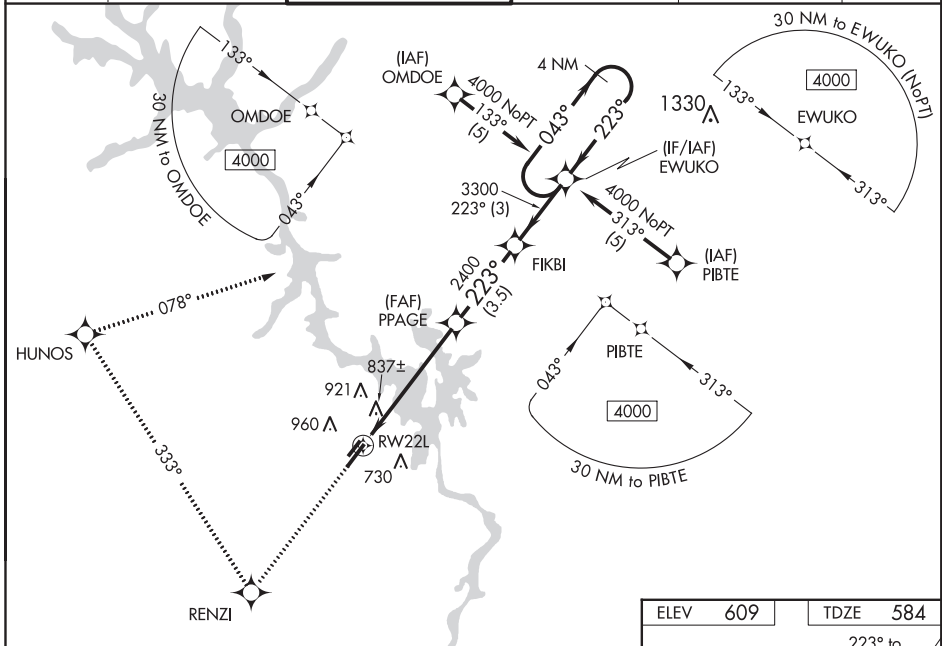 133°
OMDOE
4000
30 NM to OMDOE
043°
(IAF)
OMDOE
4000 NoPT
133°
(5)
4 NM
043°
223°
1330
30 NM to EWUKO (NoPT)
4000
133°
EWUKO
313°
(IF/IAF)
EWUKO
3300
223° (3)
4000 NoPT
313°
(5)
(IAF)
PIBTE
FIKBI
2400
223°
(3.5)
(FAF)
PPAGE
078°
HUNOS
837±
921
960
RW22L
730
333°
RENZI
PIBTE
043°
313°
4000
30 NM to PIBTE
ELEV 609
TDZE 584
223° to